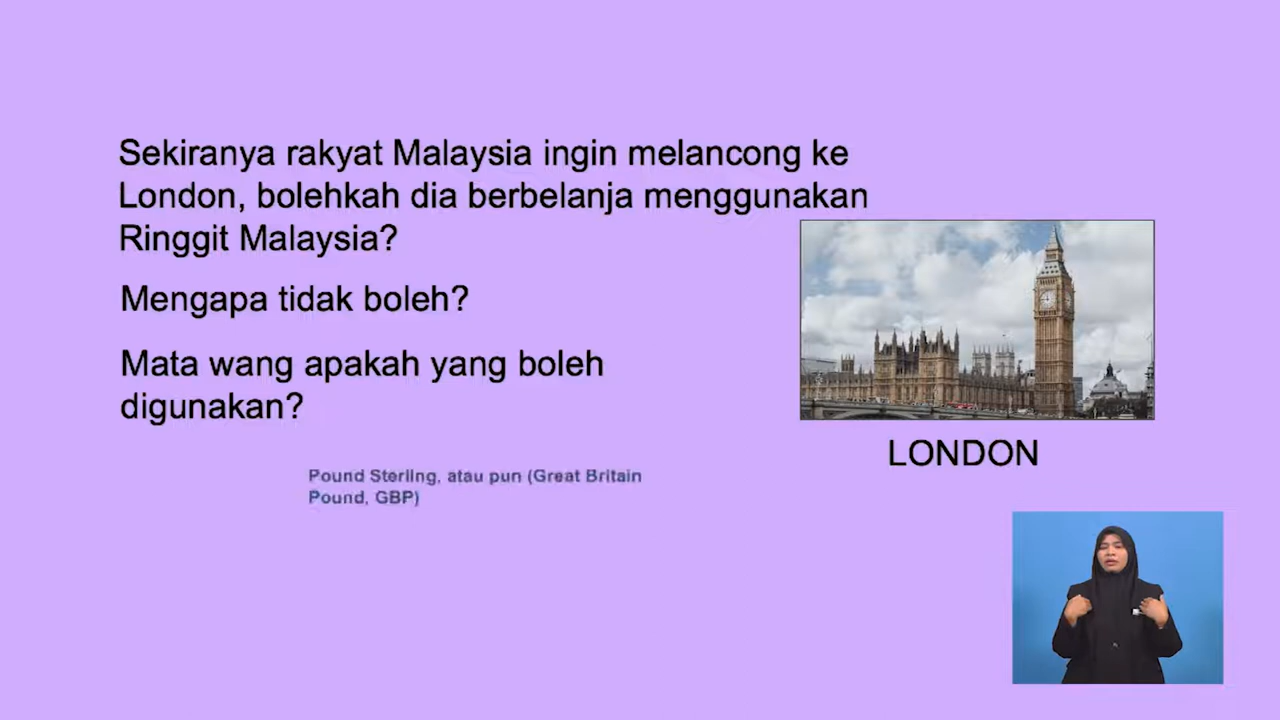 Sekiranya rakyat Malaysia ingin melancong ke
London, bolehkah dia berbelanja menggunakan
Ringgit Malaysia?
Mengapa tidak boleh?
Mata wang apakah yang boleh
digunakan?
Pound Sterling, atau pun (Great Britain
Pound, GBP)
LONDON